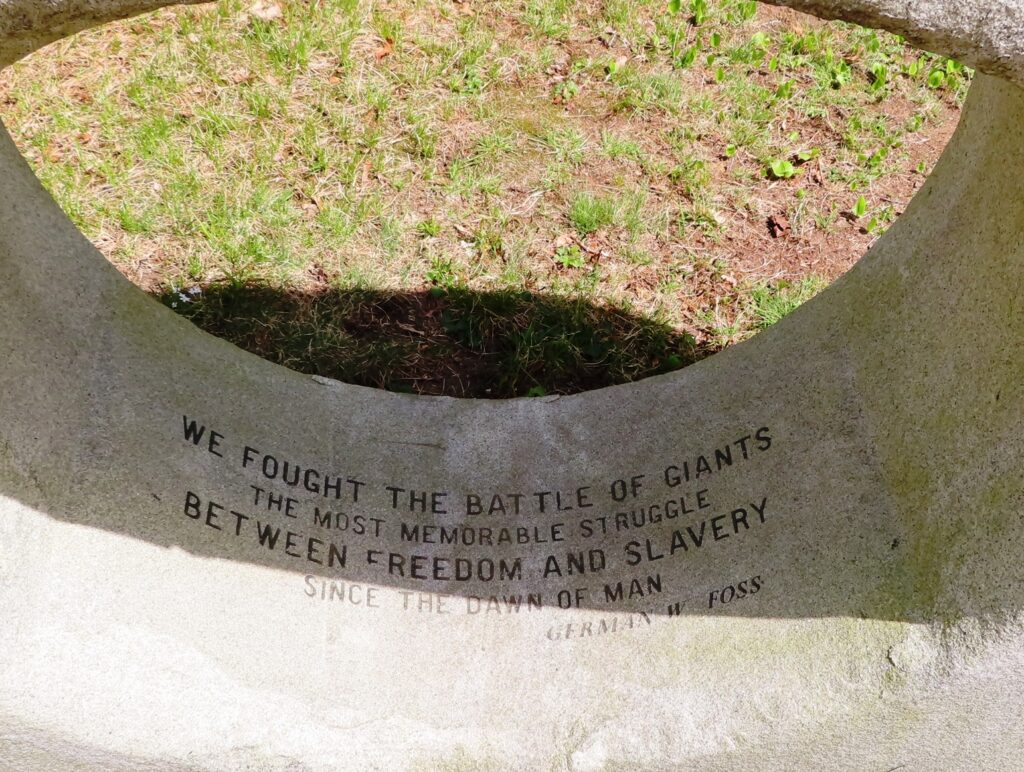 WE FOUGHT THE BATTLE OF GIANTS
THE MOST MEMORABLE STRUGGLE
BETWEEN FREEDOM AND SLAVERY
SINCE THE DAWN OF MAN
GERMAN W FOSS